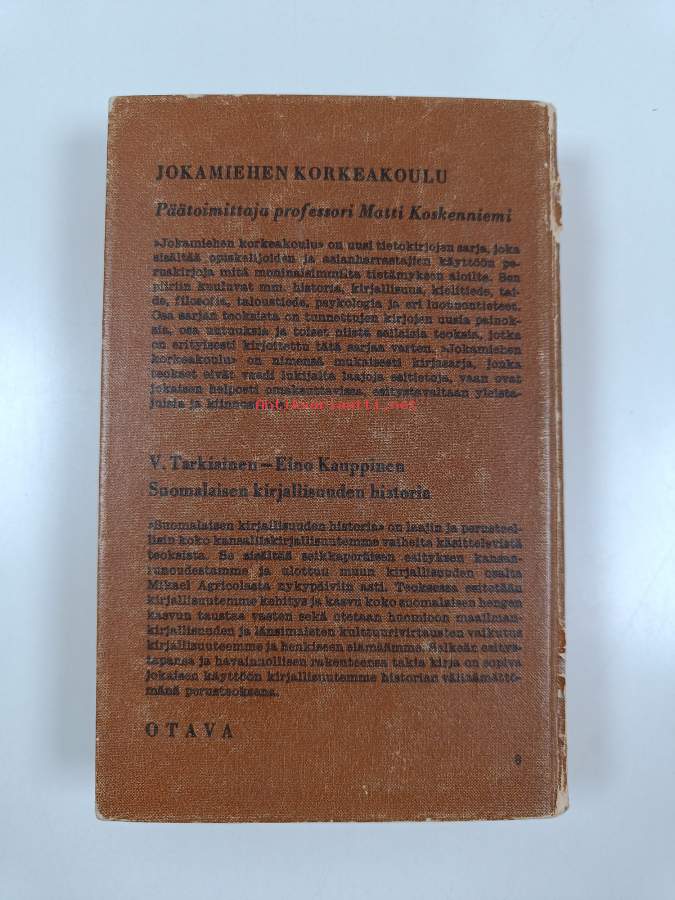 JOKAMIEHEN KORKEAKOULU
Päätoimittaja professori Matti Koskenniemi
»Jokamiehen korkeakoulu» on uusi tietokirjojen sarja, joka
sisältää opiskelijoiden ja asianharrastajien käyttöön pe-
ruskirjoja mitä moninaisimmilta tietämyksen aloilta. Sen
piiriin kuuluvat mm. historia, kirjallisuus, kielitiede, tai-
de, filosofia, taloustiede, psykologia ja eri luonnontieteet.
Osa sarjan teoksista on tunnettujen kirjojen uusia painok-
sia, osa uutuuksia ja toiset niistä sellaisia teoksia, jotka
on erityisesti kirjoitettu tätä sarjaa varten. »Jokamiehen
korkeakoulu» on nimensä mukaisesti kirjasarja, jonka
teokset eivät vaadi lukijalta laajoja esitietoja, vaan ovat
jokaisen helposti omaksuttavissa, esitystavaltaan yleista-
juisia ja
V. Tarkiainen – Eino Kauppinen
Suomalaisen kirjallisuuden historia
»Suomalaisen kirjallisuuden historia» on laajin ja perusteel-
lisin koko kansalliskirjallisuutemme vaiheita käsittelevistä
teoksista. Se sisältää seikkaperäisen esityksen kansan-
runoudestamme ja ulottuu muun kirjallisuuden osalta
Mikael Agricolasta nykypäiviin asti. Teoksessa esitetään
kirjallisuutemme kehitys ja kasvu koko suomalaisen hengen
kasvun taustaa vasten sekä otetaan huomioon maailman-
kirjallisuuden ja länsimaisten kulttuurivirtausten vaikutus
kirjallisuuteemme ja henkiseen elämäämme. Selkeän esitys-
tapansa ja havainnollisen rakenteensa takia kirja on sopiva
jokaisen käyttöön kirjallisuutemme historian välttämättö-
mänä perusteoksena.
OTAVA